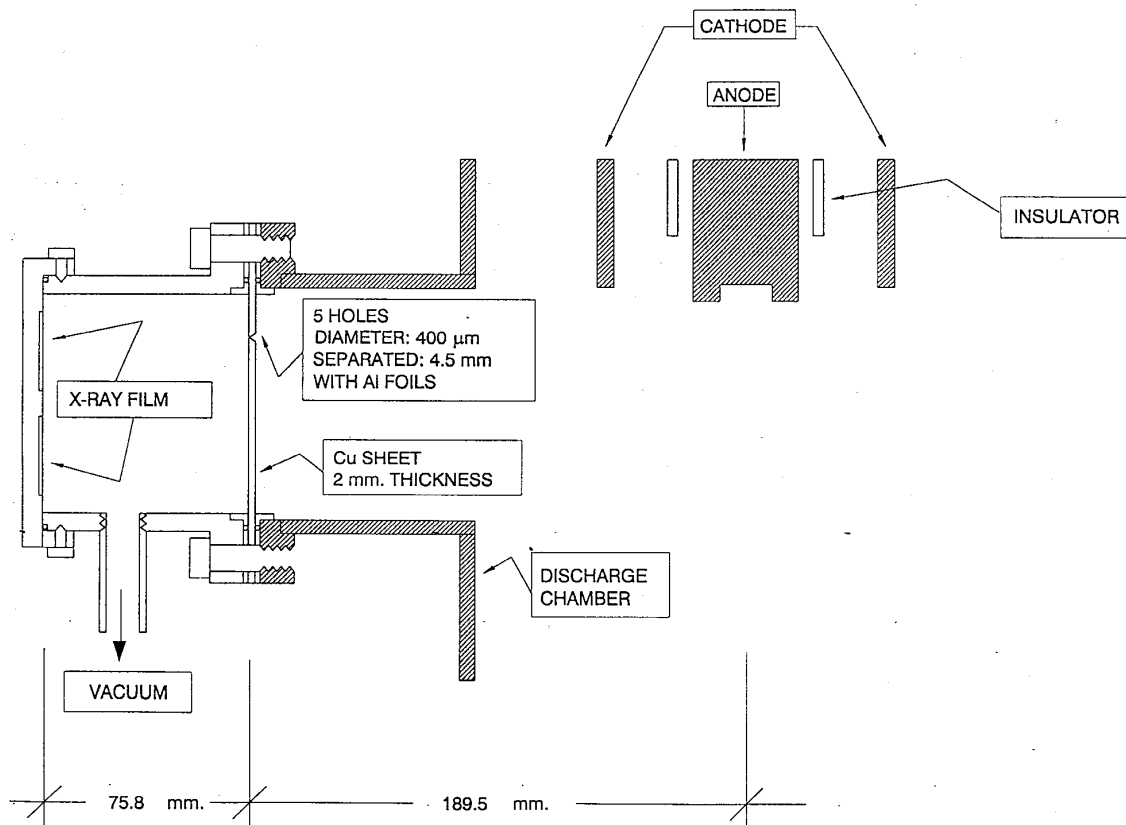 CATHODE
ANODE
INSULATOR
5 HOLES
DIAMETER: 400 µm
SEPARATED: 4.5 mm
WITH Al FOILS
X-RAY FILM
Cu SHEET
2 mm. THICKNESS
DISCHARGE
CHAMBER
VACUUM
75.8 mm.
189.5 mm.